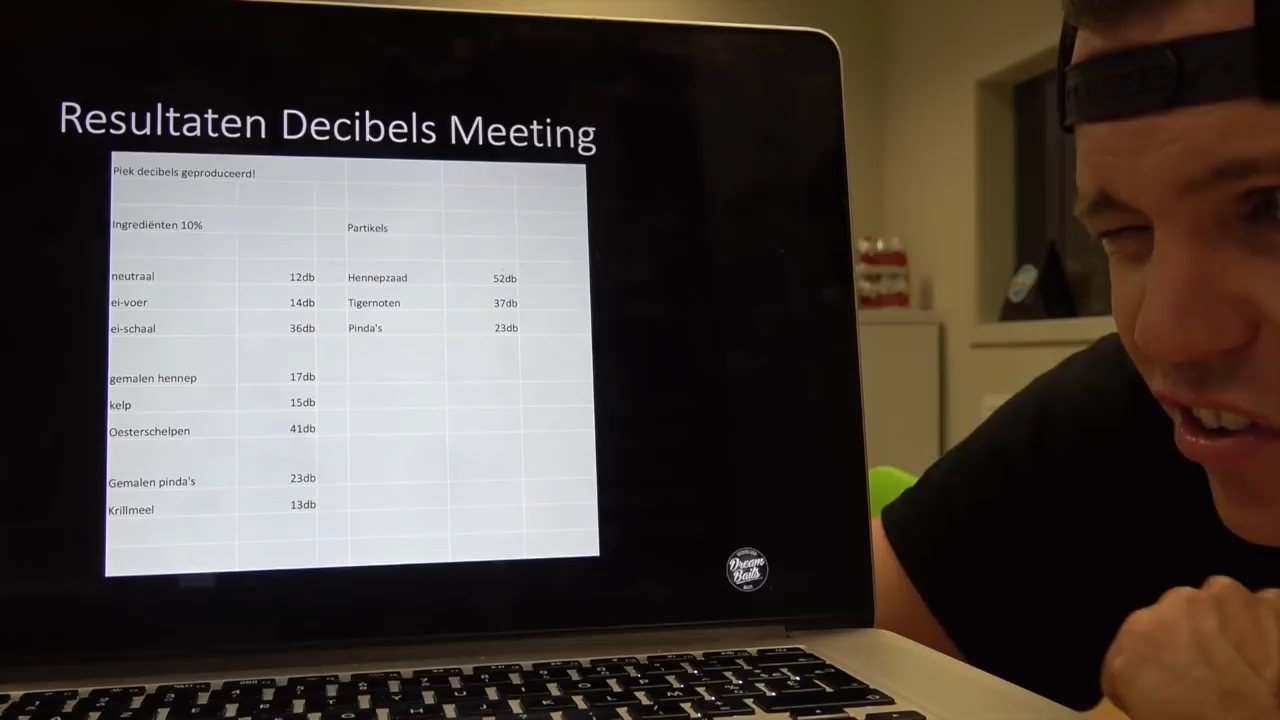 Resultaten Decibels Meeting
Piek decibels geproduceerd!
Ingrediënten 10% Partikels
neutraal 12db Hennepzaad 52db
ei-voer 14db Tigernoten 37db
ei-schaal 36db Pinda's 23db
gemalen hennep 17db
kelp 15db
Oesterschelpen 41db
Gemalen pinda's 23db
Krillmeel 13db
Dream
Baits